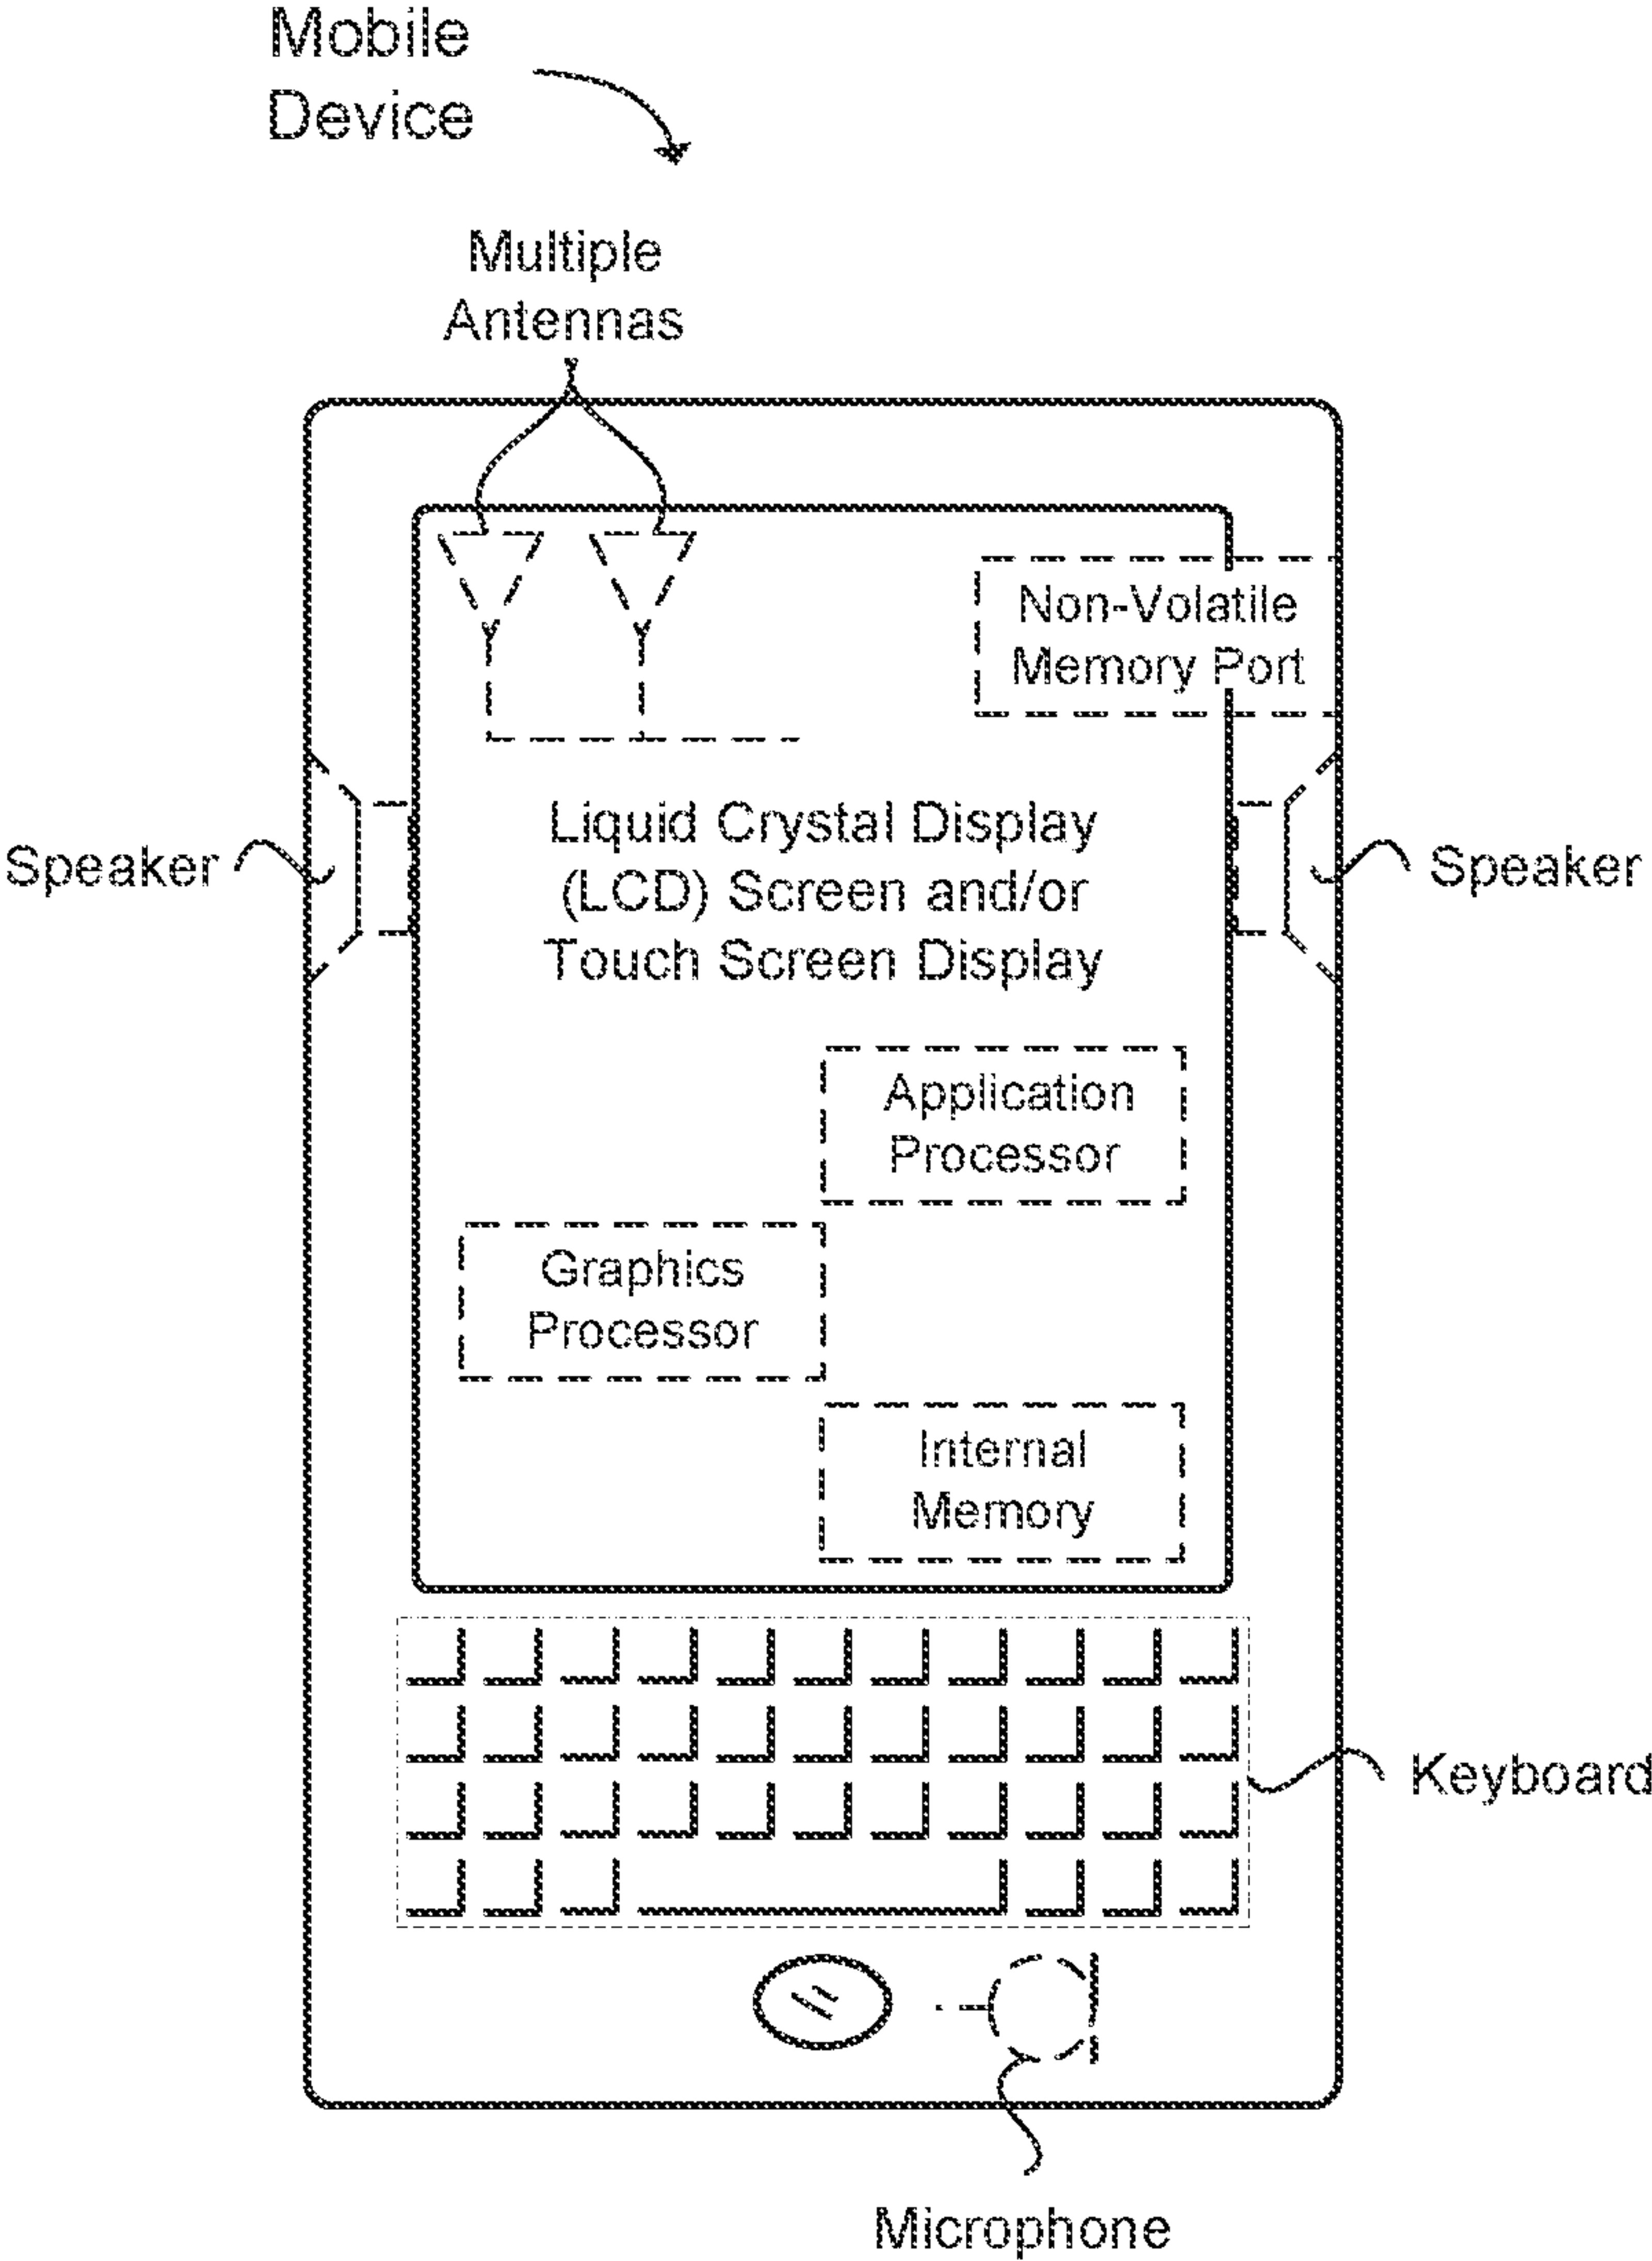 Mobile
Device
Multiple
Antennas
Non-Volatile
Memory Port
Speaker
Liquid Crystal Display
(LCD) Screen and/or
Touch Screen Display
Speaker
Application
Processor
Graphics
Processor
Internal
Memory
Keyboard
Microphone